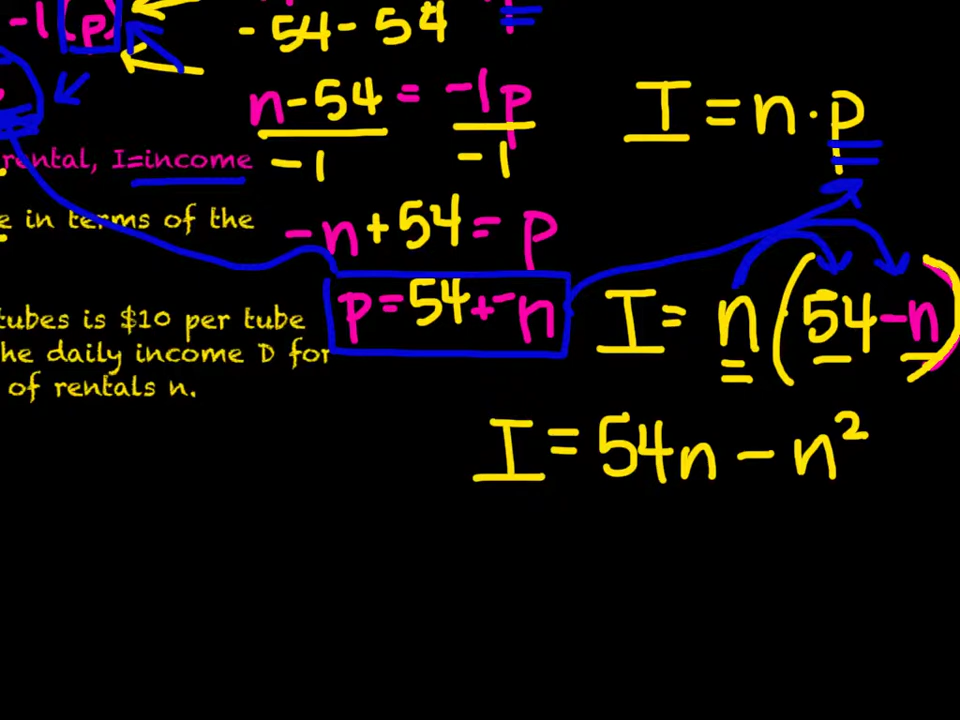 -1(p)
-54-54
n-54 = -1p
-1 -1
I = n·p
rental, I=income
e in terms of the
-n+54 = p
p = 54+-n
I = n(54-n)
tubes is $10 per tube
he daily income D for
of rentals n.
I = 54n - n²